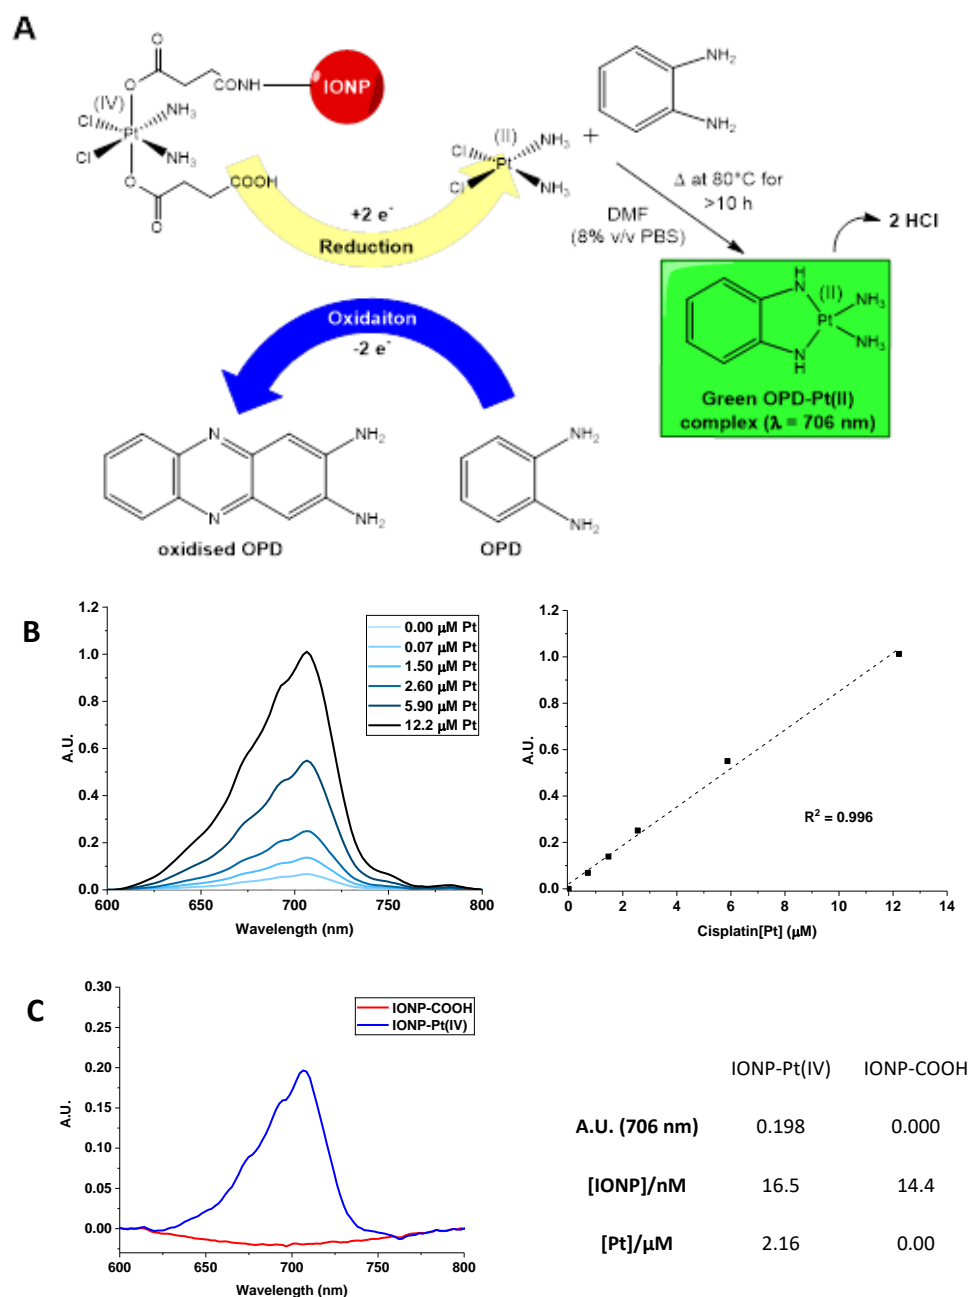 A
O
O
CONH
IONP
(IV)
Cl
Cl
Pt
NH3
NH3
O
O
COOH
+2 e-
Reduction
(II)
Cl
Cl
Pt
NH3
NH3
+
NH2
NH2
Δ at 80°C for
>10 h
DMF
(8% v/v PBS)
2 HCl
H
N
(II)
Pt
NH3
NH3
N
H
Green OPD-Pt(II)
complex (λ = 706 nm)
Oxidaiton
-2 e-
N
N
NH2
NH2
oxidised OPD
NH2
NH2
OPD
B
1.2
1.0
0.8
0.6
0.4
0.2
0.0
A.U.
600 650 700 750 800
Wavelength (nm)
0.00 μM Pt
0.07 μM Pt
1.50 μM Pt
2.60 μM Pt
5.90 μM Pt
12.2 μM Pt
1.2
1.0
0.8
0.6
0.4
0.2
0.0
A.U.
R2 = 0.996
0 2 4 6 8 10 12 14
Cisplatin[Pt] (μM)
C
0.30
0.25
0.20
0.15
0.10
0.05
0.00
A.U.
IONP-COOH
IONP-Pt(IV)
600 650 700 750 800
Wavelength (nm)
IONP-Pt(IV) IONP-COOH
A.U. (706 nm) 0.198 0.000
[IONP]/nM 16.5 14.4
[Pt]/μM 2.16 0.00